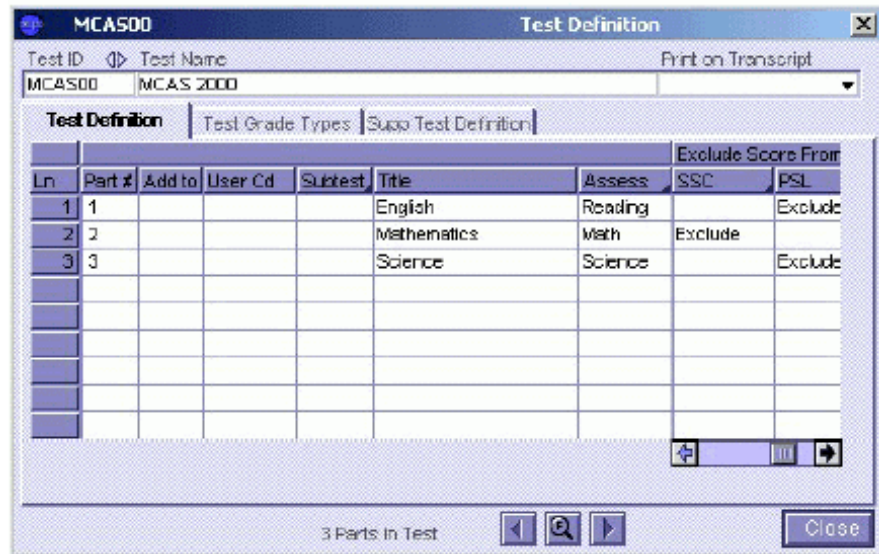 MCAS00 Test Definition
Test ID Test Name Print on Transcript
MCAS00 MCAS 2000
Test Definition Test Grade Types Supp Test Definition
Exclude Score From
Ln Part # Add to User Cd Subtest Title Assess SSC PSL
1 1 English Reading Exclude
2 2 Mathematics Math Exclude
3 3 Science Science Exclude
3 Parts in Test Close